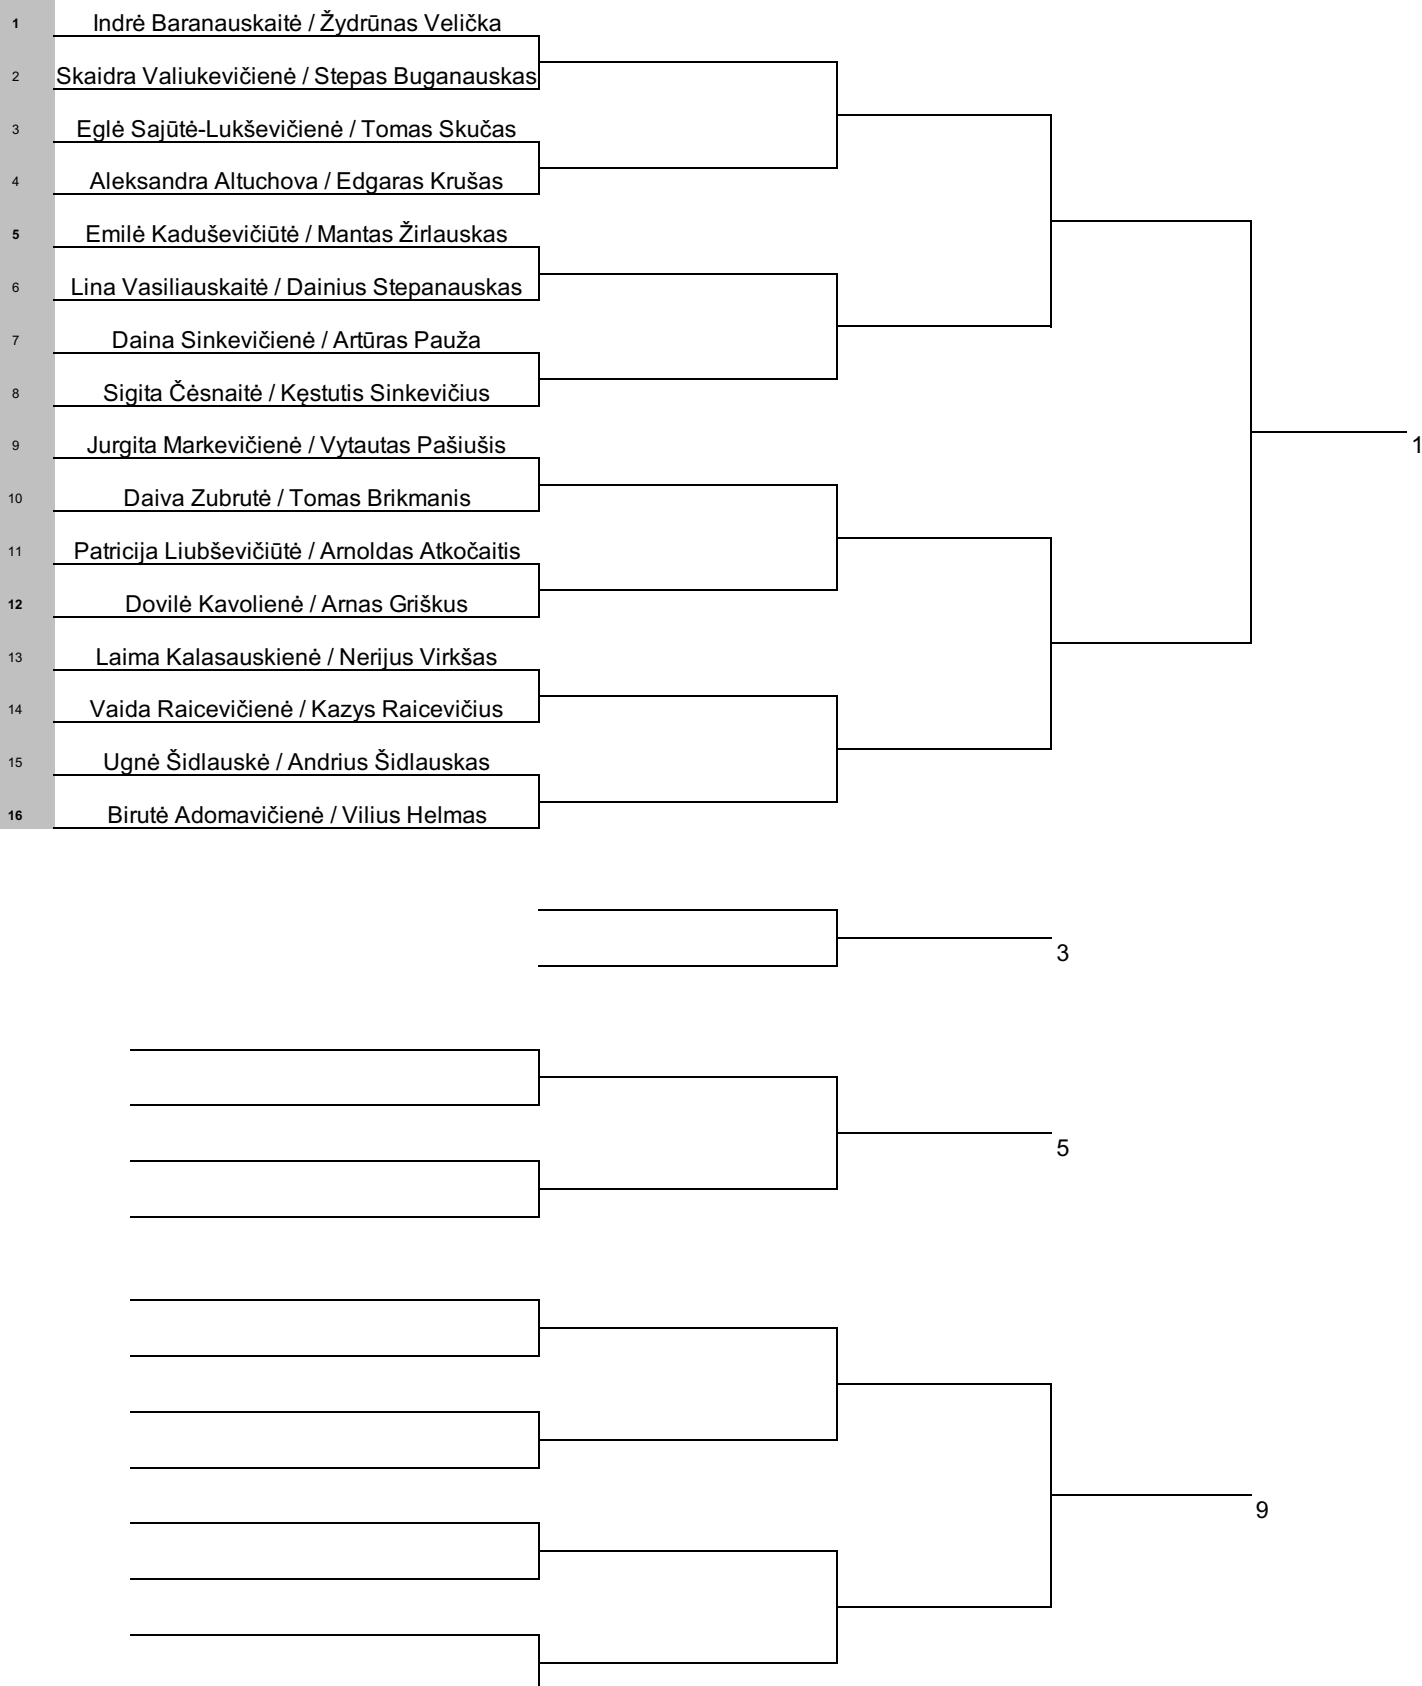 1 Indrė Baranauskaitė / Žydrūnas Velička
2 Skaidra Valiukevičienė / Stepas Buganauskas
3 Eglė Sajūtė-Lukševičienė / Tomas Skučas
4 Aleksandra Altuchova / Edgaras Krušas
5 Emilė Kaduševičiūtė / Mantas Žirlauskas
6 Lina Vasiliauskaitė / Dainius Stepanauskas
7 Daina Sinkevičienė / Artūras Pauža
8 Sigita Čėsnaitė / Kęstutis Sinkevičius
9 Jurgita Markevičienė / Vytautas Pašiušis
1
10 Daiva Zubrutė / Tomas Brikmanis
11 Patricija Liubševičiūtė / Arnoldas Atkočaitis
12 Dovilė Kavolienė / Arnas Griškus
13 Laima Kalasauskienė / Nerijus Virkšas
14 Vaida Raicevičienė / Kazys Raicevičius
15 Ugnė Šidlauskė / Andrius Šidlauskas
16 Birutė Adomavičienė / Vilius Helmas
3
5
9